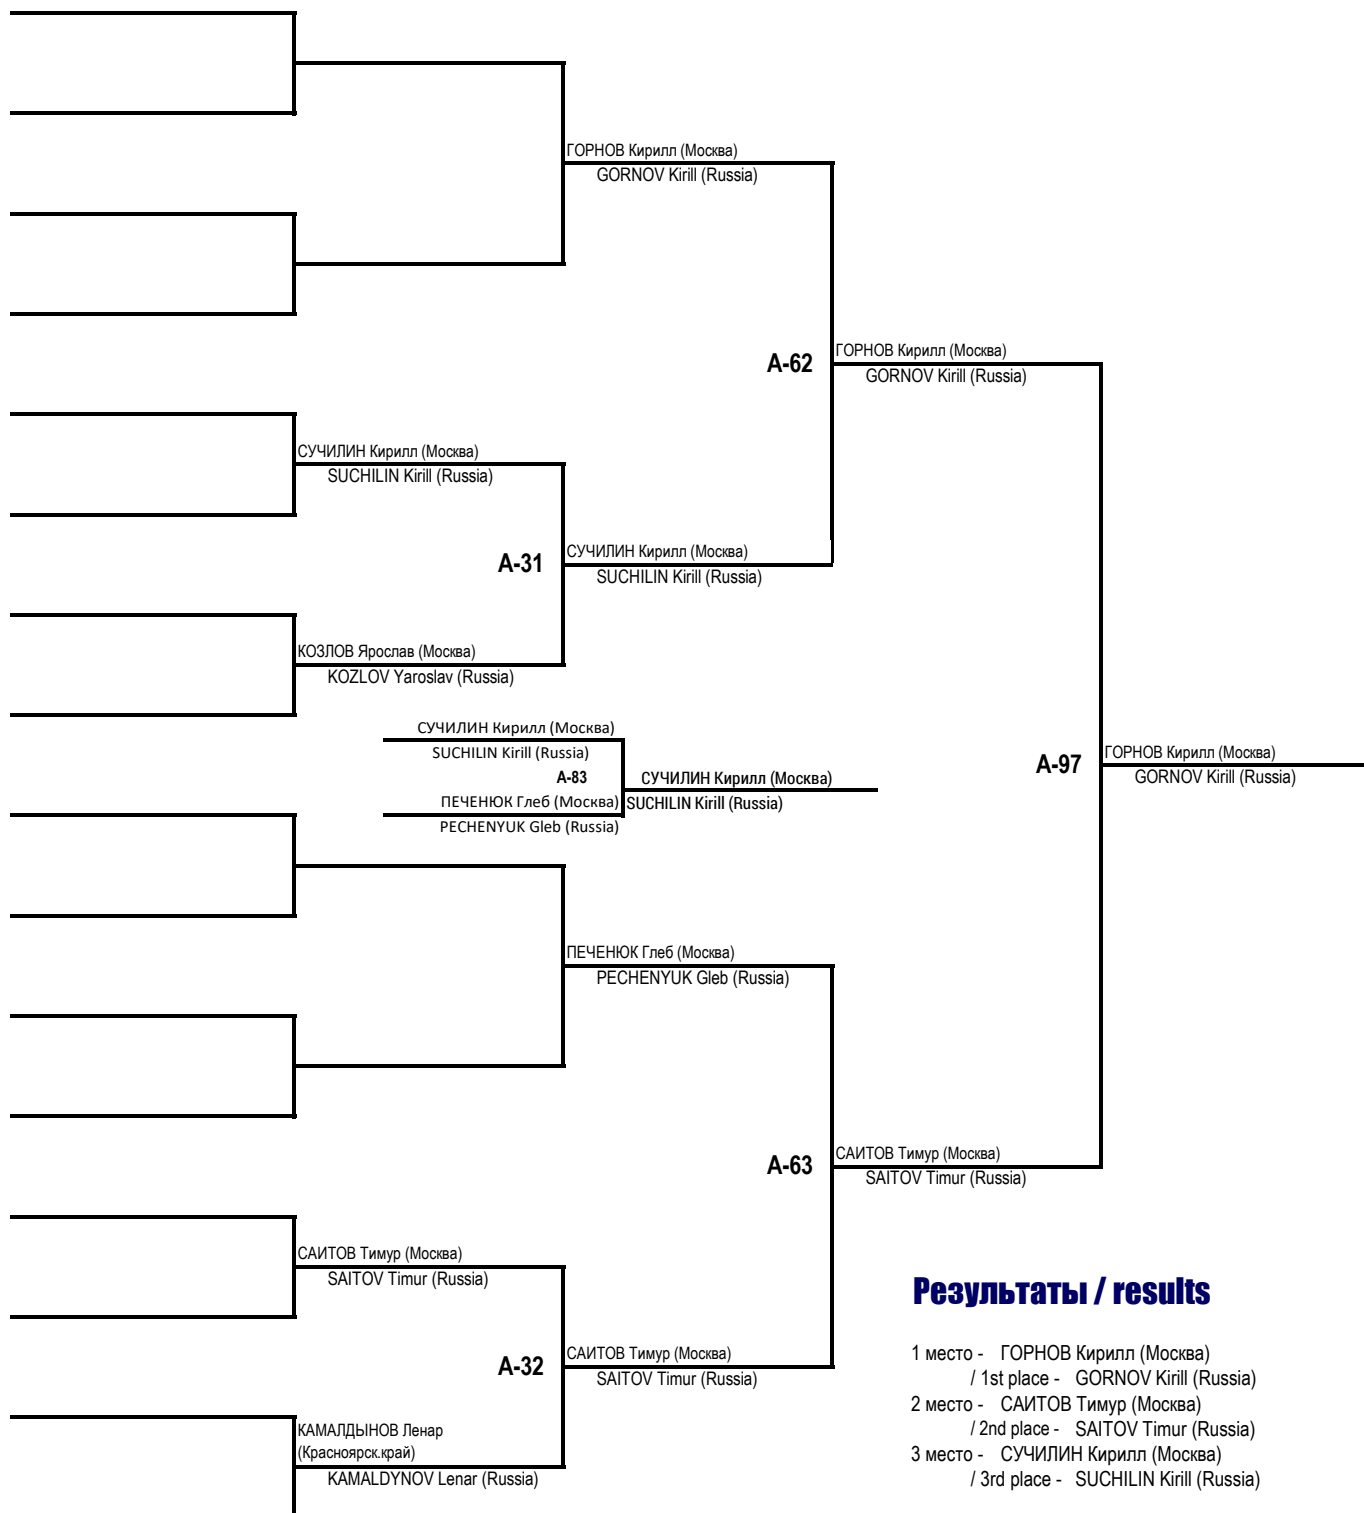 ГОРНОВ Кирилл (Москва)
GORNOV Kirill (Russia)
A-62
ГОРНОВ Кирилл (Москва)
GORNOV Kirill (Russia)
СУЧИЛИН Кирилл (Москва)
SUCHILIN Kirill (Russia)
A-31
СУЧИЛИН Кирилл (Москва)
SUCHILIN Kirill (Russia)
КОЗЛОВ Ярослав (Москва)
KOZLOV Yaroslav (Russia)
СУЧИЛИН Кирилл (Москва)
SUCHILIN Kirill (Russia)
A-83
СУЧИЛИН Кирилл (Москва)
ПЕЧЕНЮК Глеб (Москва)
SUCHILIN Kirill (Russia)
PECHENYUK Gleb (Russia)
A-97
ГОРНОВ Кирилл (Москва)
GORNOV Kirill (Russia)
ПЕЧЕНЮК Глеб (Москва)
PECHENYUK Gleb (Russia)
A-63
САИТОВ Тимур (Москва)
SAITOV Timur (Russia)
САИТОВ Тимур (Москва)
SAITOV Timur (Russia)
A-32
САИТОВ Тимур (Москва)
SAITOV Timur (Russia)
КАМАЛДЫНОВ Ленар
(Красноярск.край)
KAMALDYNOV Lenar (Russia)
Результаты / results
1 место - ГОРНОВ Кирилл (Москва)
/ 1st place - GORNOV Kirill (Russia)
2 место - САИТОВ Тимур (Москва)
/ 2nd place - SAITOV Timur (Russia)
3 место - СУЧИЛИН Кирилл (Москва)
/ 3rd place - SUCHILIN Kirill (Russia)